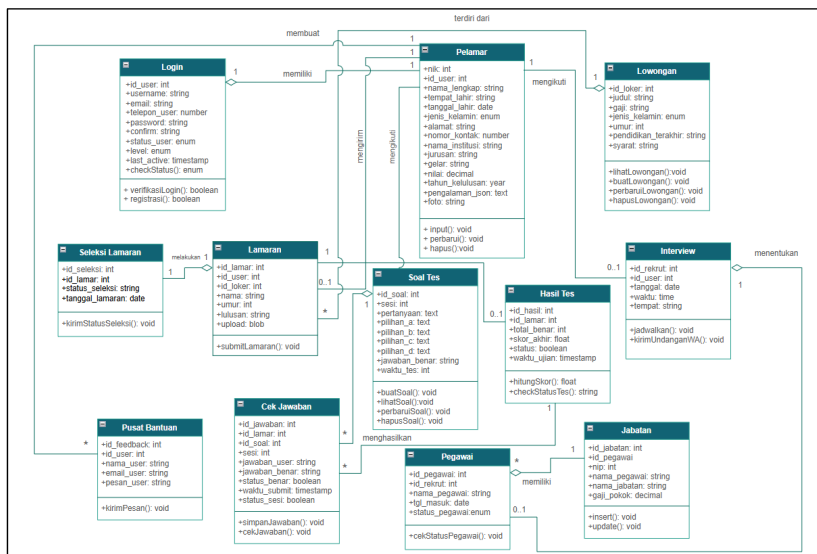 membuat
terdiri dari
1
1
Login
+id_user: int
+username: string
+email: string
+telepon_user: number
+password: string
+confirm: string
+status_user: enum
+level: enum
+last_active: timestamp
+checkStatus(): enum
+ verifikasiLogin(): boolean
+ registrasi(): boolean
1
memiliki
1
Pelamar
+nik: int
+id_user: int
+nama_lengkap: string
+tempat_lahir: string
+tanggal_lahir: date
+jenis_kelamin: enum
+alamat: string
+nomor_kontak: number
+nama_institusi: string
+jurusan: string
+gelar: string
+nilai: decimal
+tahun_kelulusan: year
+pengalaman_json: text
+foto: string
+ input(): void
+ perbarui(): void
+ hapus():void
1
mengikuti
1
Lowongan
+id_loker: int
+judul: string
+gaji: string
+jenis_kelamin: enum
+umur: int
+pendidikan_terakhir: string
+syarat: string
+lihatLowongan(): void
+buatLowongan(): void
+perbaruiLowongan(): void
+hapusLowongan(): void
mengirim
mengikuti
Seleksi Lamaran
+id_seleksi: int
+id_lamar: int
+status_seleksi: string
+tanggal_lamaran: date
+kirimStatusSeleksi(): void
melakukan
1
1
Lamaran
+id_lamar: int
+id_user: int
+id_loker: int
+nama: string
+umur: int
+lulusan: string
+upload: blob
+submitLamaran(): void
1
0..1
*
Soal Tes
+id_soal: int
+sesi: int
+pertanyaan: text
+pilihan_a: text
+pilihan_b: text
+pilihan_c: text
+pilihan_d: text
+jawaban_benar: string
+waktu_tes: int
+buatSoal(): void
+lihatSoal():void
+perbaruiSoal(): void
+hapusSoal(): void
1
1
0..1
Hasil Tes
+id_hasil: int
+id_lamar: int
+total_benar: int
+skor_akhir: float
+status: boolean
+waktu_ujian: timestamp
+hitungSkor(): float
+checkStatusTes(): string
1
0..1
Interview
+id_rekrut: int
+id_user: int
+tanggal: date
+waktu: time
+tempat: string
+jadwalkan(): void
+kirimUndanganWA(): void
menentukan
1
Pusat Bantuan
+id_feedback: int
+id_user: int
+nama_user: string
+email_user: string
+pesan_user: string
+kirimPesan(): void
*
Cek Jawaban
+id_jawaban: int
+id_lamar: int
+id_soal: int
+sesi: int
+jawaban_user: string
+jawaban_benar: string
+status_benar: boolean
+waktu_submit: timestamp
+status_sesi: boolean
+simpanJawaban(): void
+cekJawaban(): void
*
*
menghasilkan
Pegawai
+id_pegawai: int
+id_rekrut: int
+nama_pegawai: string
+tgl_masuk: date
+status_pegawai:enum
+cekStatusPegawai(): void
*
memiliki
1
0..1
Jabatan
+id_jabatan: int
+id_pegawai
+nip: int
+nama_pegawai: string
+nama_jabatan: string
+gaji_pokok: decimal
+insert(): void
+update(): void